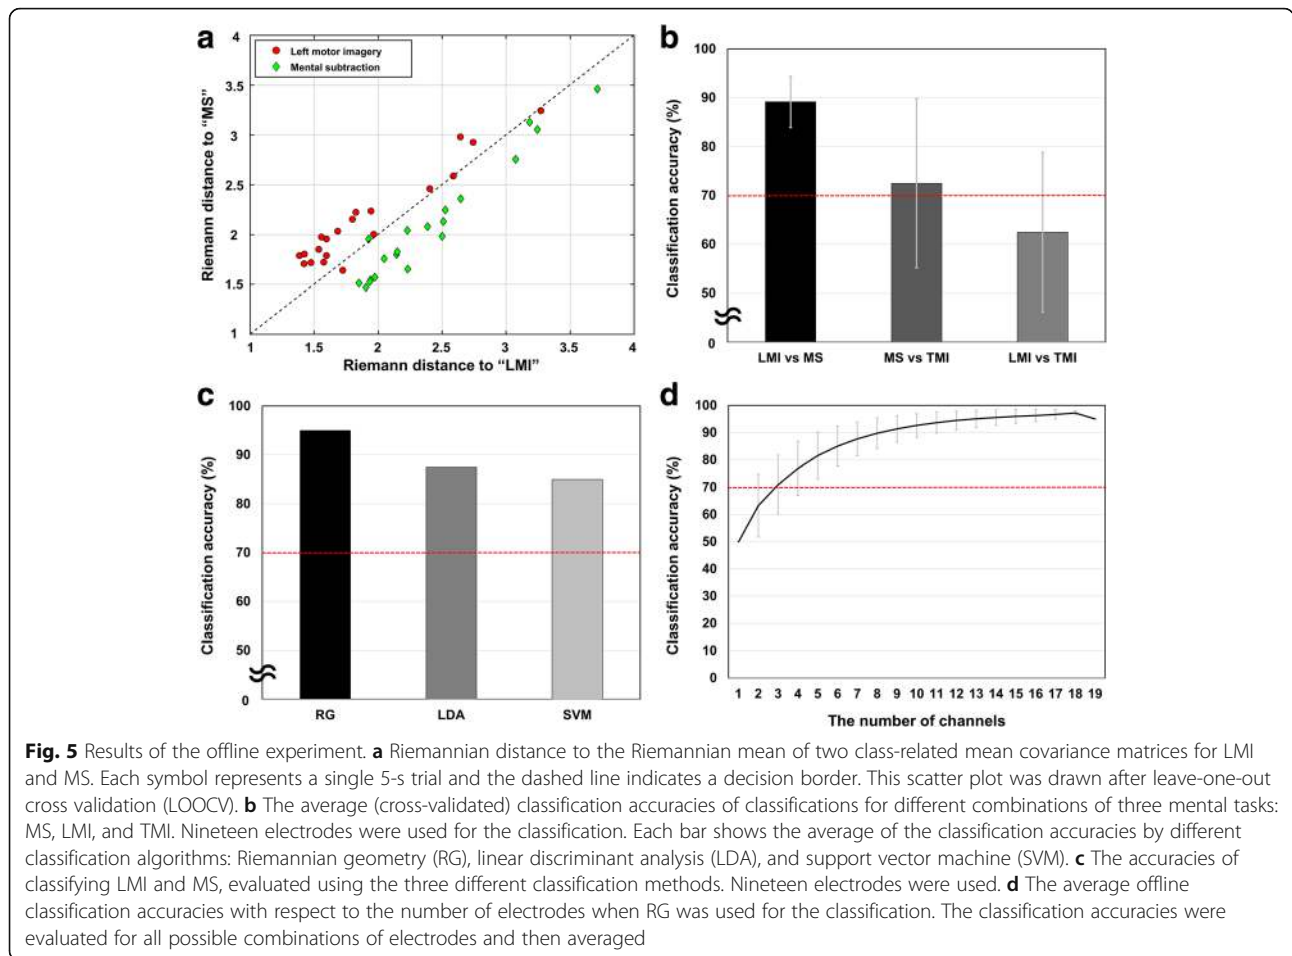 a
4
3.5
3
2.5
2
1.5
1
Riemann distance to “MS”
Left motor imagery
Mental subtraction
1 1.5 2 2.5 3 3.5 4
Riemann distance to “LMI”
b
100
90
80
70
60
50
0
Classification accuracy (%)
LMI vs MS MS vs TMI LMI vs TMI
c
100
90
80
70
60
50
0
Classification accuracy (%)
RG LDA SVM
d
100
90
80
70
60
50
40
30
20
10
0
Classification accuracy (%)
1 2 3 4 5 6 7 8 9 10 11 12 13 14 15 16 17 18 19
The number of channels
Fig. 5 Results of the offline experiment. a Riemannian distance to the Riemannian mean of two class-related mean covariance matrices for LMI
and MS. Each symbol represents a single 5-s trial and the dashed line indicates a decision border. This scatter plot was drawn after leave-one-out
cross validation (LOOCV). b The average (cross-validated) classification accuracies of classifications for different combinations of three mental tasks:
MS, LMI, and TMI. Nineteen electrodes were used for the classification. Each bar shows the average of the classification accuracies by different
classification algorithms: Riemannian geometry (RG), linear discriminant analysis (LDA), and support vector machine (SVM). c The accuracies of
classifying LMI and MS, evaluated using the three different classification methods. Nineteen electrodes were used. d The average offline
classification accuracies with respect to the number of electrodes when RG was used for the classification. The classification accuracies were
evaluated for all possible combinations of electrodes and then averaged